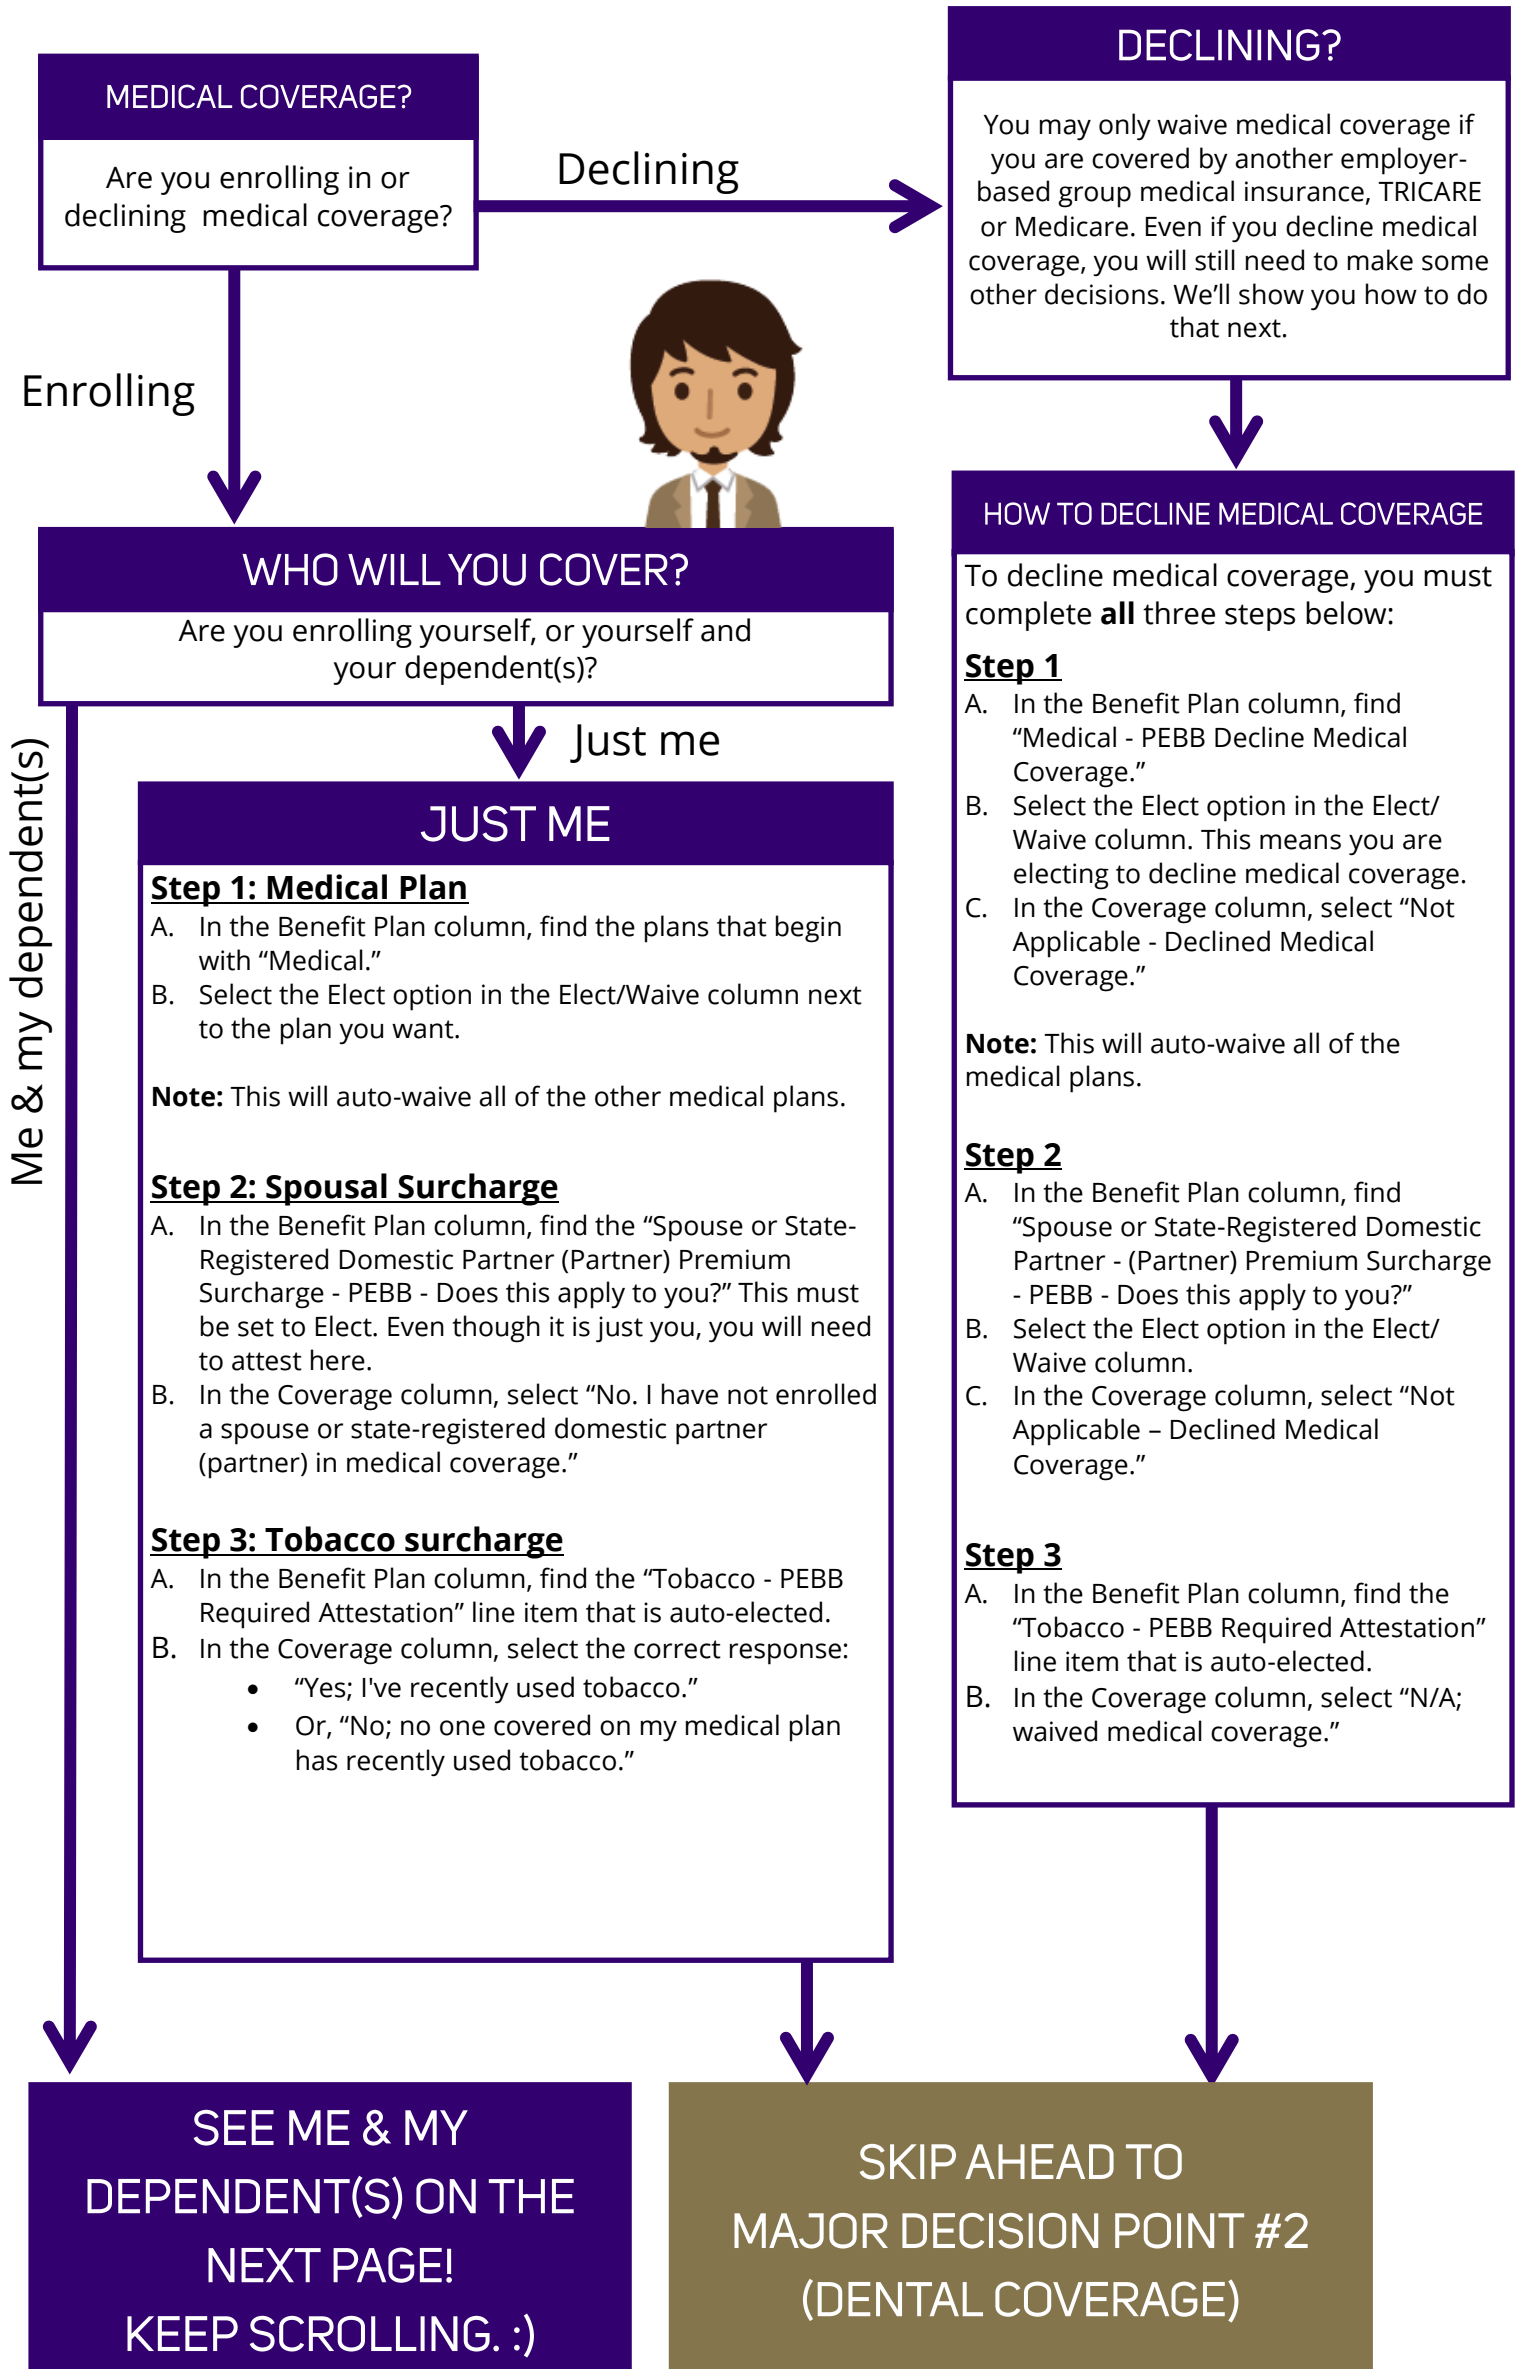 MEDICAL COVERAGE?
Are you enrolling in or
declining  medical coverage?
Declining
DECLINING?
You may only waive medical coverage if
you are covered by another employer-
based group medical insurance, TRICARE
or Medicare. Even if you decline medical
coverage, you will still need to make some
other decisions. We’ll show you how to do
that next.
Enrolling
WHO WILL YOU COVER?
Are you enrolling yourself, or yourself and
your dependent(s)?
Me & my dependent(s)
Just me
JUST ME
Step 1: Medical Plan
A. In the Benefit Plan column, find the plans that begin
with “Medical.”
B. Select the Elect option in the Elect/Waive column next
to the plan you want.
Note: This will auto-waive all of the other medical plans.
Step 2: Spousal Surcharge
A. In the Benefit Plan column, find the “Spouse or State-
Registered Domestic Partner (Partner) Premium
Surcharge - PEBB - Does this apply to you?” This must
be set to Elect. Even though it is just you, you will need
to attest here.
B. In the Coverage column, select “No. I have not enrolled
a spouse or state-registered domestic partner
(partner) in medical coverage.”
Step 3: Tobacco surcharge
A. In the Benefit Plan column, find the “Tobacco - PEBB
Required Attestation” line item that is auto-elected.
B. In the Coverage column, select the correct response:
• “Yes; I've recently used tobacco.”
• Or, “No; no one covered on my medical plan
has recently used tobacco.”
HOW TO DECLINE MEDICAL COVERAGE
To decline medical coverage, you must
complete all three steps below:
Step 1
A. In the Benefit Plan column, find
“Medical - PEBB Decline Medical
Coverage.”
B. Select the Elect option in the Elect/
Waive column. This means you are
electing to decline medical coverage.
C. In the Coverage column, select “Not
Applicable - Declined Medical
Coverage.”
Note: This will auto-waive all of the
medical plans.
Step 2
A. In the Benefit Plan column, find
“Spouse or State-Registered Domestic
Partner - (Partner) Premium Surcharge
- PEBB - Does this apply to you?”
B. Select the Elect option in the Elect/
Waive column.
C. In the Coverage column, select “Not
Applicable – Declined Medical
Coverage.”
Step 3
A. In the Benefit Plan column, find the
“Tobacco - PEBB Required Attestation”
line item that is auto-elected.
B. In the Coverage column, select “N/A;
waived medical coverage.”
SEE ME & MY
DEPENDENT(S) ON THE
NEXT PAGE!
KEEP SCROLLING. :)
SKIP AHEAD TO
MAJOR DECISION POINT #2
(DENTAL COVERAGE)